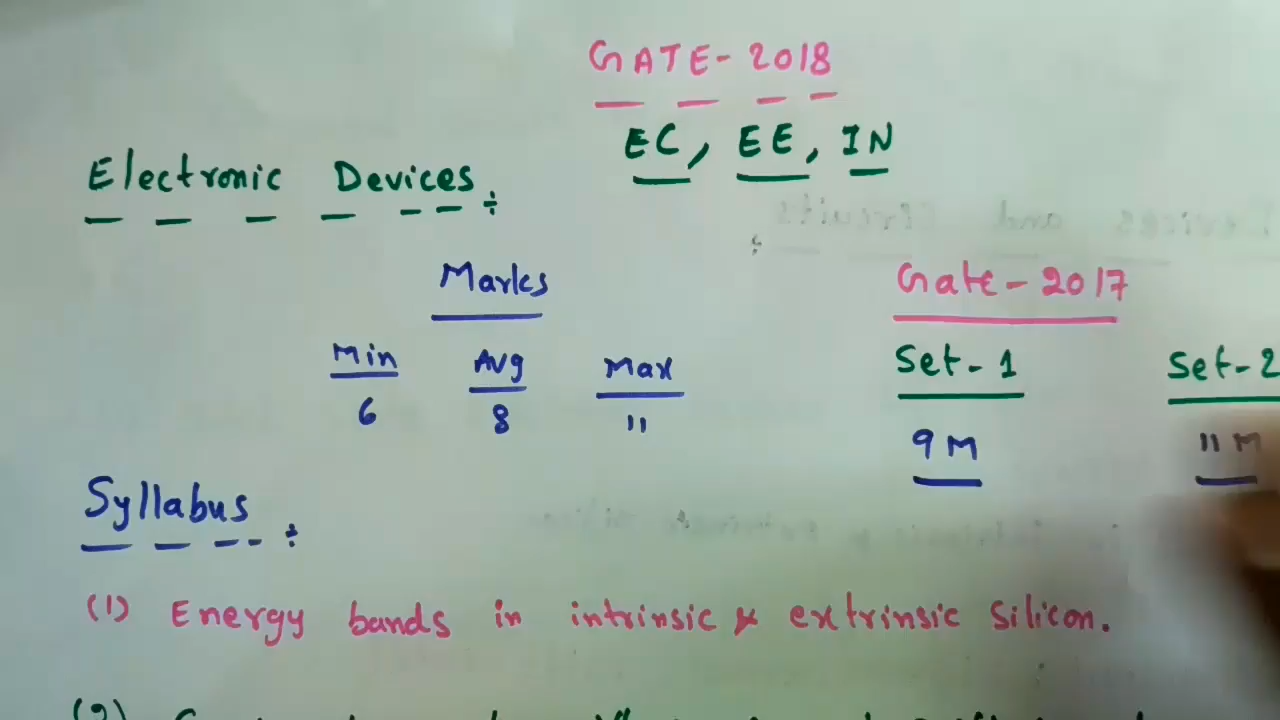 GATE-2018
EC, EE, IN
Electronic Devices:
Marks
Min Avg Max
6 8 11
Gate-2017
Set-1 Set-2
9M 11M
Syllabus:
(1) Energy bands in intrinsic & extrinsic silicon.
(2)